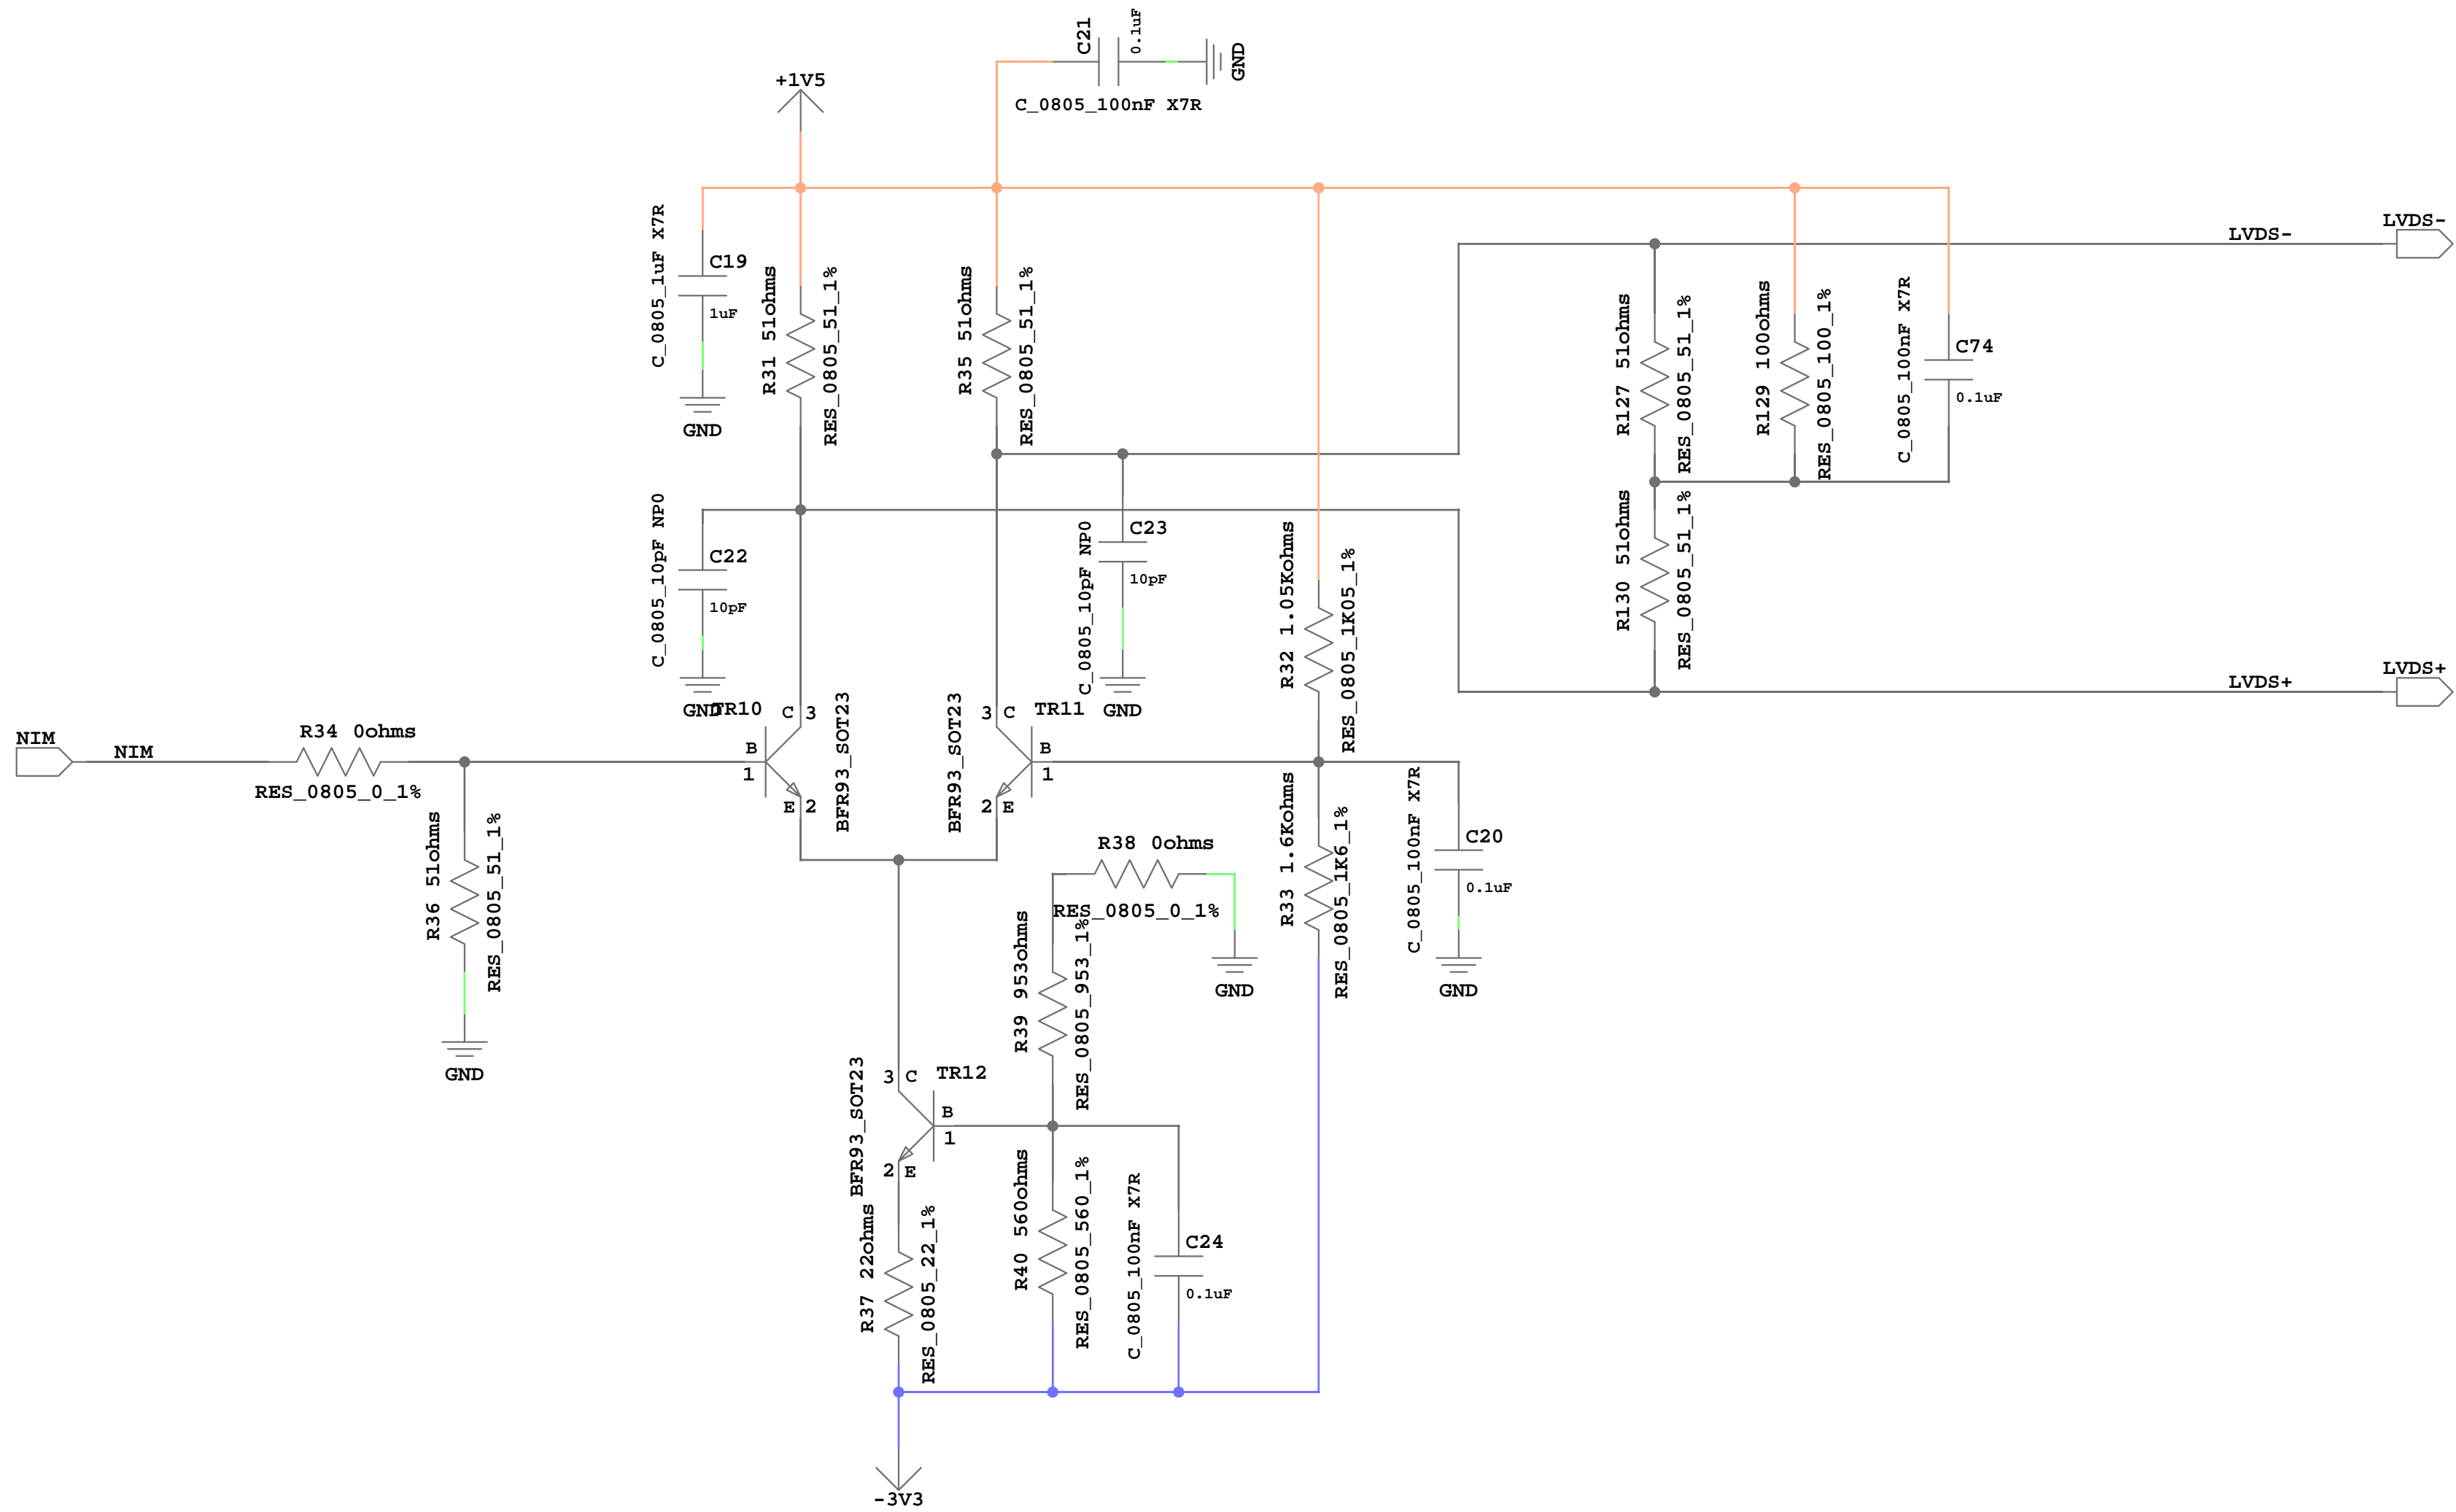 C21
0.1uF
GND
C_0805_100nF X7R
+1V5
C_0805_1uF X7R
C19
1uF
GND
R31 51ohms
RES_0805_51_1%
R35 51ohms
RES_0805_51_1%
LVDS-
LVDS-
R127 51ohms
RES_0805_51_1%
R129 100ohms
RES_0805_100_1%
C_0805_100nF X7R
C74
0.1uF
C_0805_10pF NP0
C22
10pF
GND
C_0805_10pF NP0
C23
10pF
GND
R32 1.05Kohms
RES_0805_1K05_1%
R130 51ohms
RES_0805_51_1%
LVDS+
LVDS+
NIM
NIM
R34 0ohms
RES_0805_0_1%
R36 51ohms
RES_0805_51_1%
GND
GND
TR10
C 3
B
1
E 2
BFR93_SOT23
BFR93_SOT23
3 C
TR11
B
1
2 E
R38 0ohms
RES_0805_0_1%
GND
R33 1.6Kohms
RES_0805_1K6_1%
C_0805_100nF X7R
C20
0.1uF
GND
R39 953ohms
RES_0805_953_1%
BFR93_SOT23
3 C
TR12
B
1
2 E
R37 22ohms
RES_0805_22_1%
R40 560ohms
RES_0805_560_1%
C_0805_100nF X7R
C24
0.1uF
-3V3